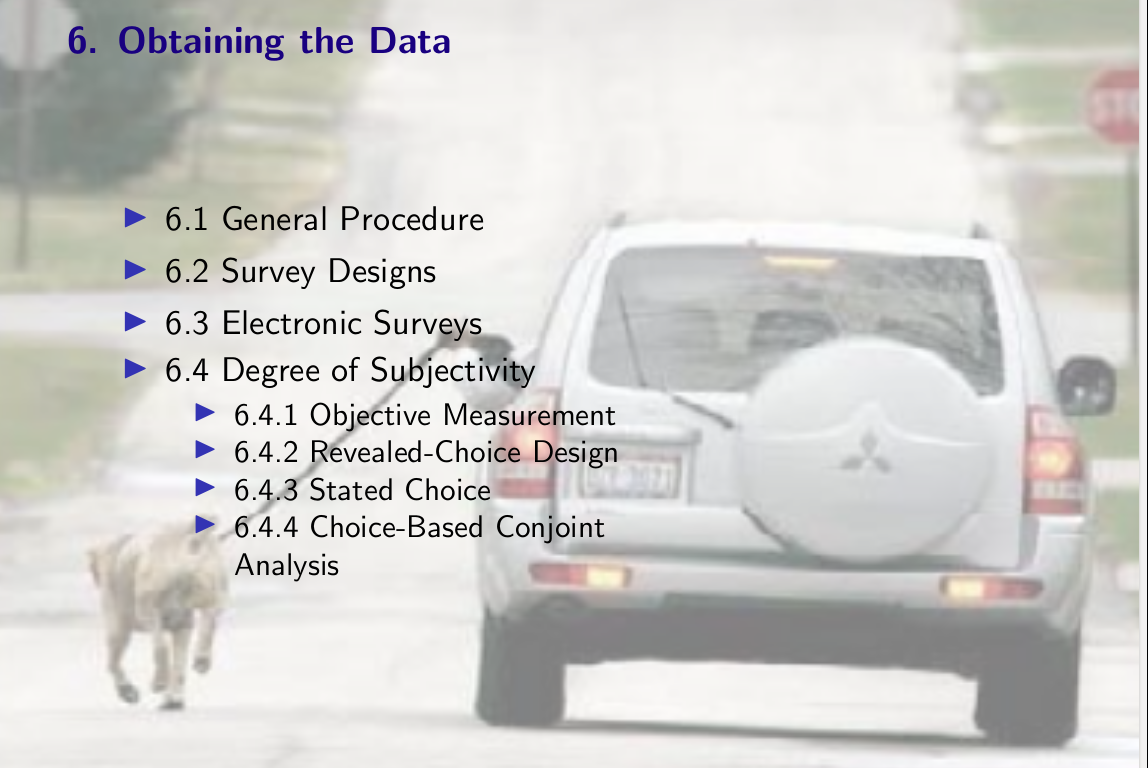 6. Obtaining the Data
▶ 6.1 General Procedure
▶ 6.2 Survey Designs
▶ 6.3 Electronic Surveys
▶ 6.4 Degree of Subjectivity
▶ 6.4.1 Objective Measurement
▶ 6.4.2 Revealed-Choice Design
▶ 6.4.3 Stated Choice
▶ 6.4.4 Choice-Based Conjoint
Analysis